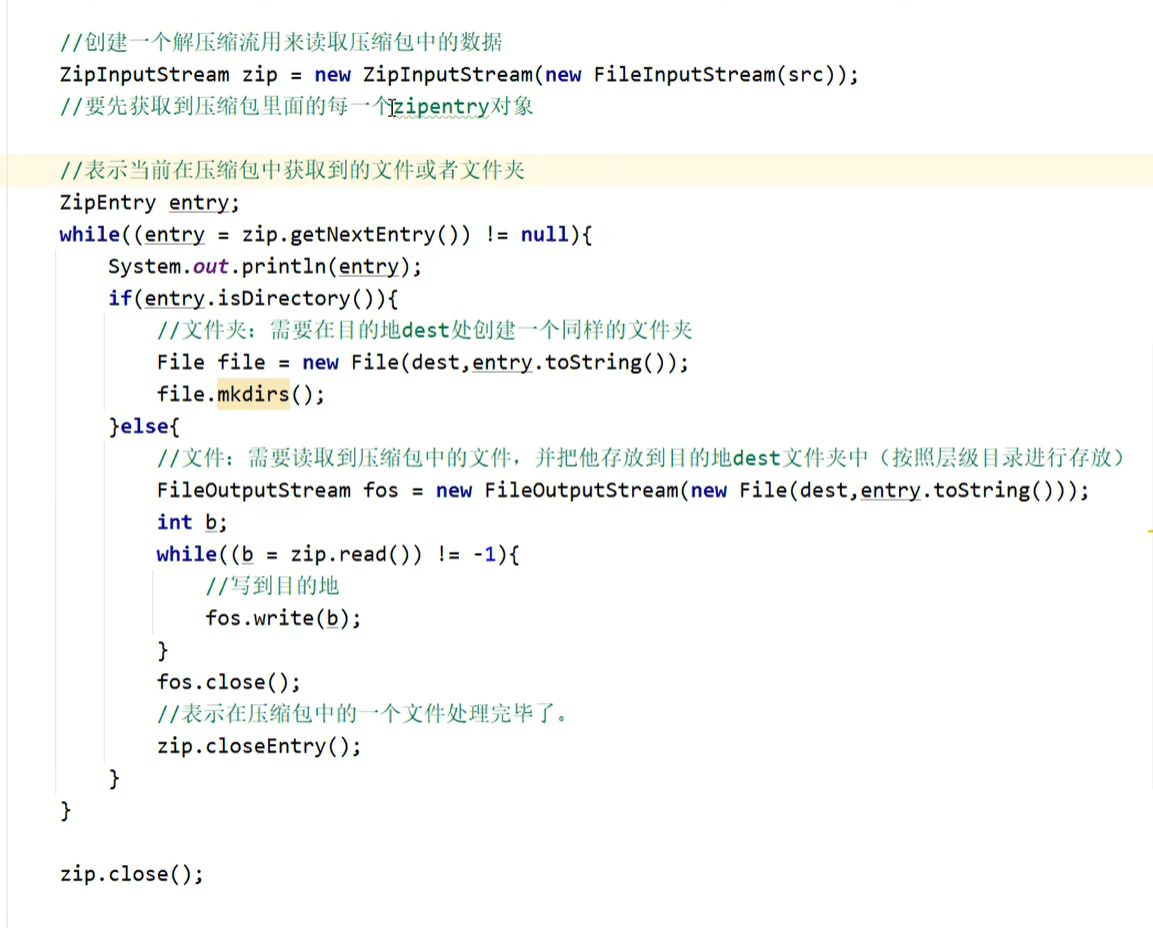 //创建一个解压缩流用来读取压缩包中的数据
ZipInputStream zip = new ZipInputStream(new FileInputStream(src));
//要先获取到压缩包里面的每一个zipentry对象
//表示当前在压缩包中获取到的文件或者文件夹
ZipEntry entry;
while((entry = zip.getNextEntry()) != null){
System.out.println(entry);
if(entry.isDirectory()){
//文件夹：需要在目的地dest处创建一个同样的文件夹
File file = new File(dest,entry.toString());
file.mkdirs();
}else{
//文件：需要读取到压缩包中的文件，并把他存放到目的地dest文件夹中（按照层级目录进行存放）
FileOutputStream fos = new FileOutputStream(new File(dest,entry.toString()));
int b;
while((b = zip.read()) != -1){
//写到目的地
fos.write(b);
}
fos.close();
//表示在压缩包中的一个文件处理完毕了。
zip.closeEntry();
}
}
zip.close();